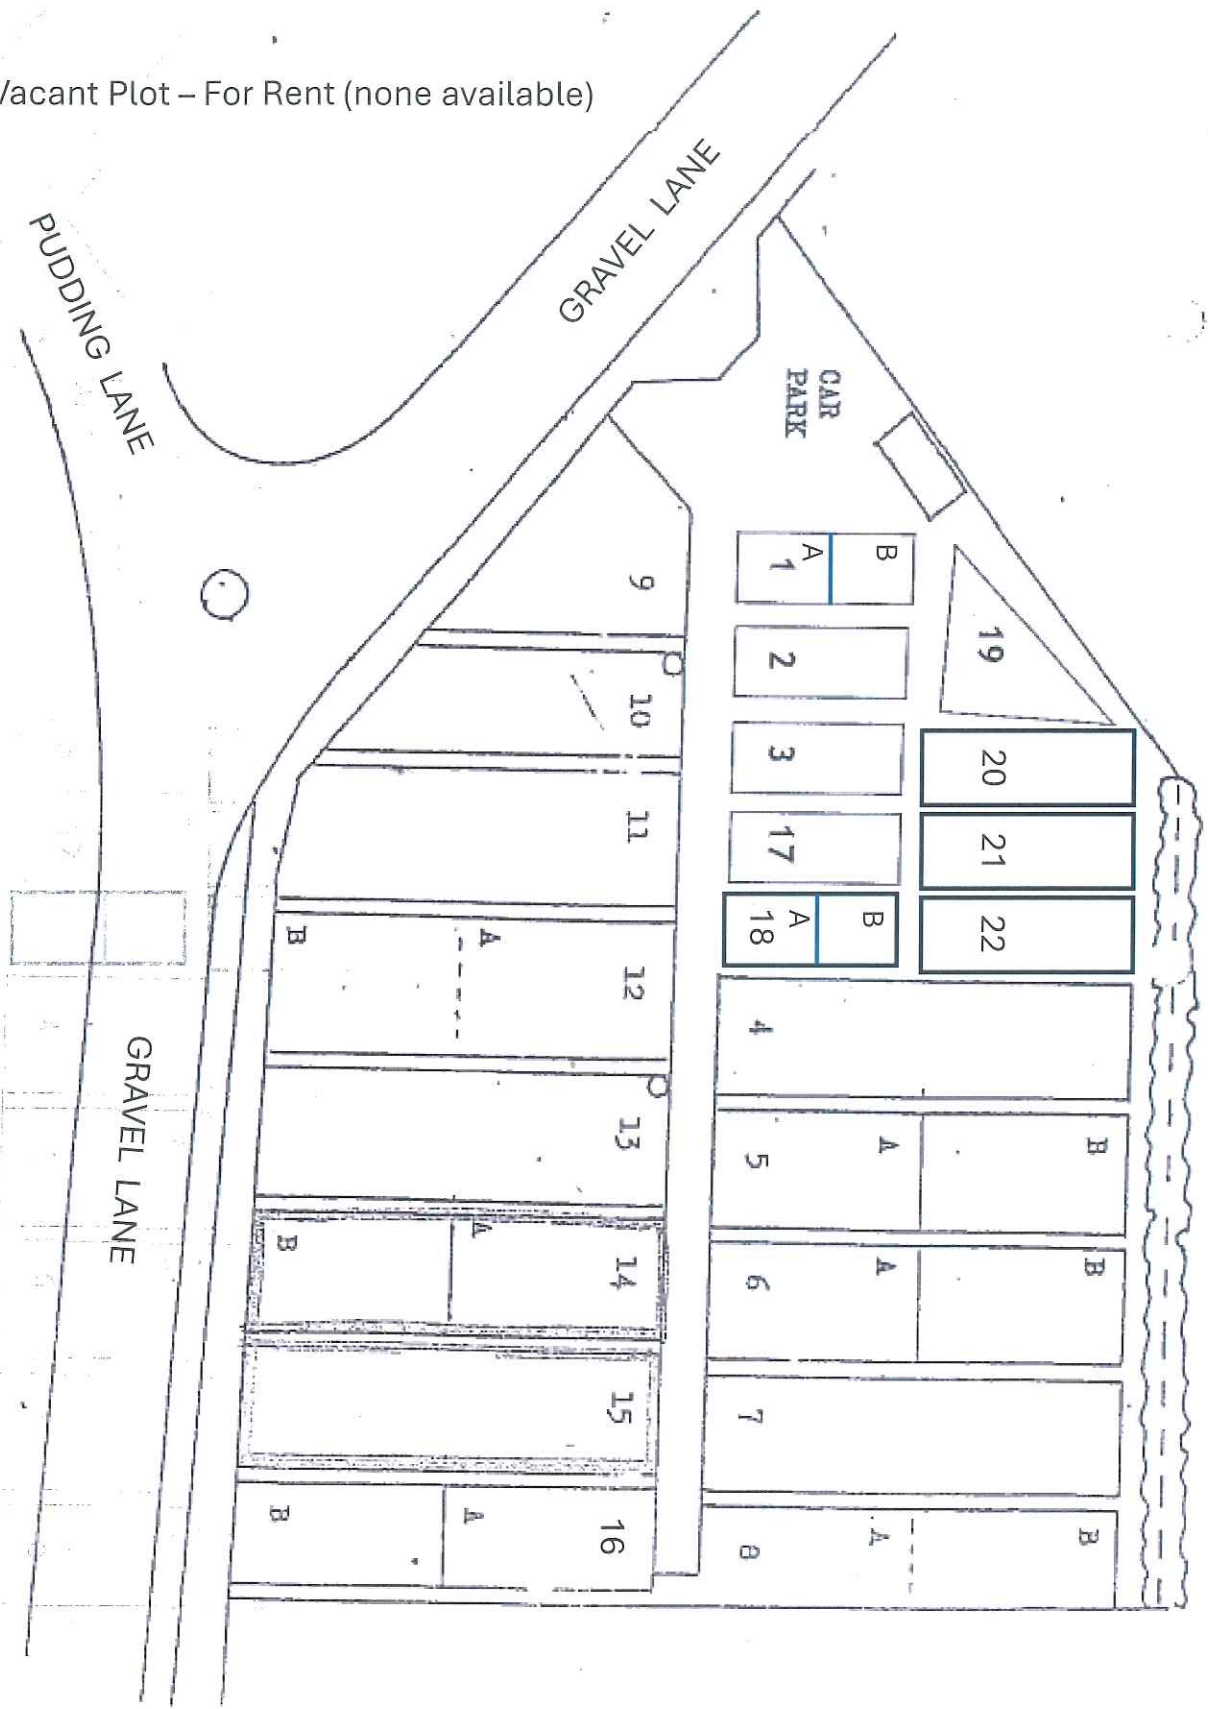 Vacant Plot – For Rent (none available)
GRAVEL LANE
PUDDING LANE
CAR
PARK
B
A
1
2
3
17
B
A
18
19
20
21
22
4
B
A
5
B
A
6
7
B
A
8
9
10
11
12
A
B
13
14
A
B
15
16
A
B
GRAVEL LANE